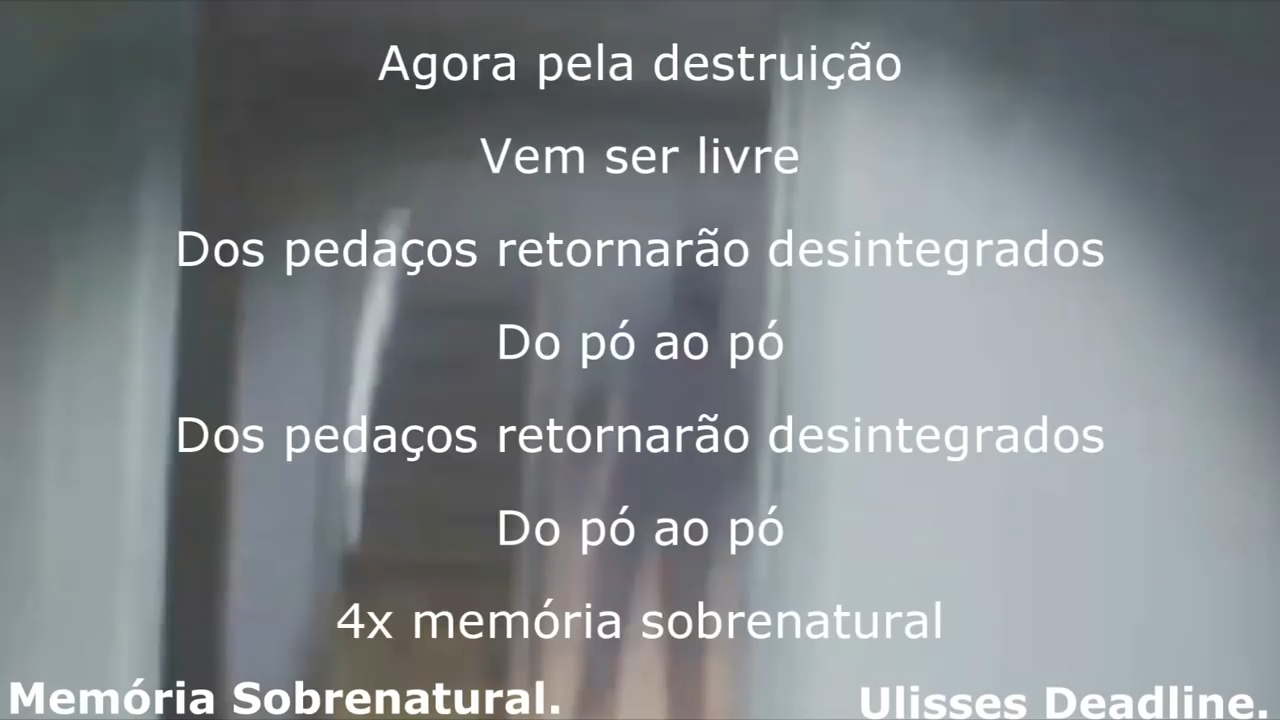 Agora pela destruição
Vem ser livre
Dos pedaços retornarão desintegrados
Do pó ao pó
Dos pedaços retornarão desintegrados
Do pó ao pó
4x memória sobrenatural
Memória Sobrenatural.
Ulisses Deadline.